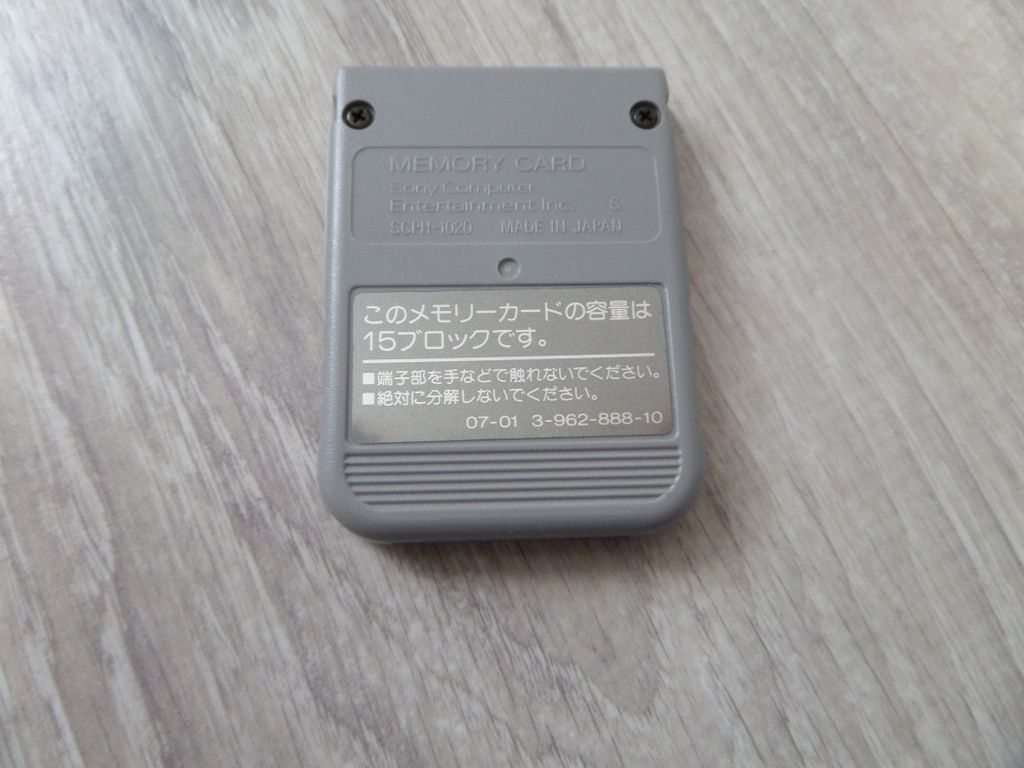 MEMORY CARD
Sony Computer
Entertainment Inc. S
SCPH-1020 MADE IN JAPAN
このメモリーカードの容量は
15ブロックです。
■端子部を手などで触れないでください。
■絶対に分解しないでください。
07-01 3-962-888-10